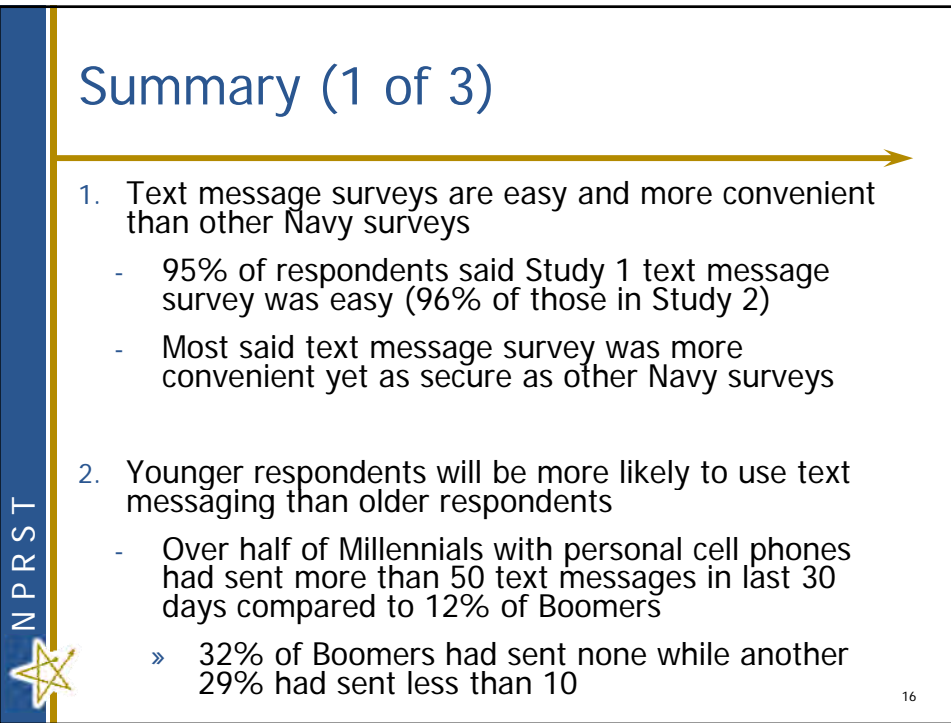 Summary (1 of 3)
1. Text message surveys are easy and more convenient
than other Navy surveys
- 95% of respondents said Study 1 text message
survey was easy (96% of those in Study 2)
- Most said text message survey was more
convenient yet as secure as other Navy surveys
2. Younger respondents will be more likely to use text
messaging than older respondents
- Over half of Millennials with personal cell phones
had sent more than 50 text messages in last 30
days compared to 12% of Boomers
» 32% of Boomers had sent none while another
29% had sent less than 10
NPRST
16